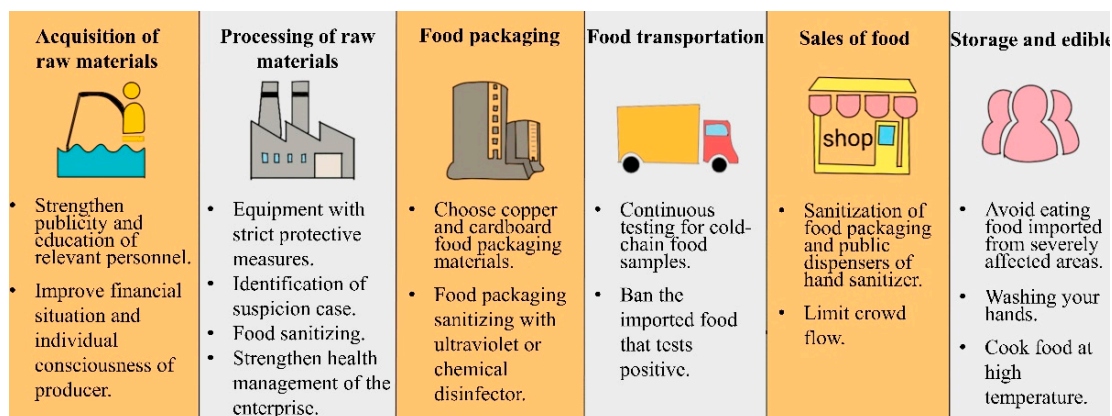 Acquisition of
raw materials
• Strengthen
publicity and
education of
relevant personnel.
• Improve financial
situation and
individual
consciousness of
producer.
Processing of raw
materials
• Equipment with
strict protective
measures.
• Identification of
suspicion case.
• Food sanitizing.
• Strengthen health
management of the
enterprise.
Food packaging
• Choose copper
and cardboard
food packaging
materials.
• Food packaging
sanitizing with
ultraviolet or
chemical
disinfector.
Food transportation
• Continuous
testing for cold-
chain food
samples.
• Ban the
imported food
that tests
positive.
Sales of food
shop
• Sanitization of
food packaging
and public
dispensers of
hand sanitizer.
• Limit crowd
flow.
Storage and edible
• Avoid eating
food imported
from severely
affected areas.
• Washing your
hands.
• Cook food at
high
temperature.